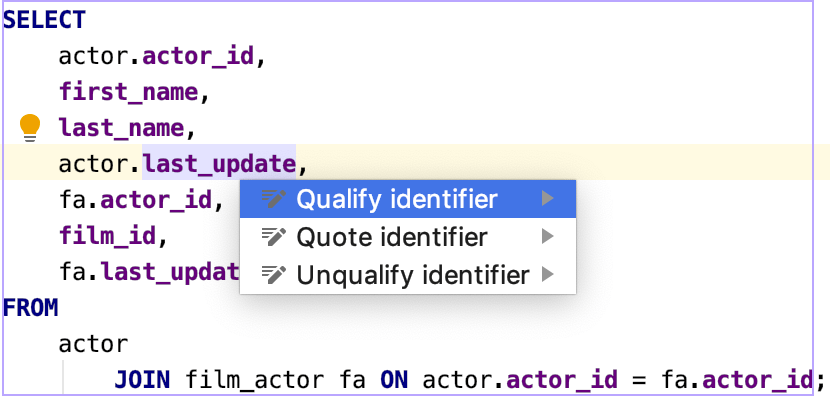 SELECT
actor.actor_id,
first_name,
last_name,
actor.last_update,
fa.actor_id,
Qualify identifier
film_id,
Quote identifier
fa.last_updat
Unqualify identifier
FROM
actor
JOIN film_actor fa ON actor.actor_id = fa.actor_id;